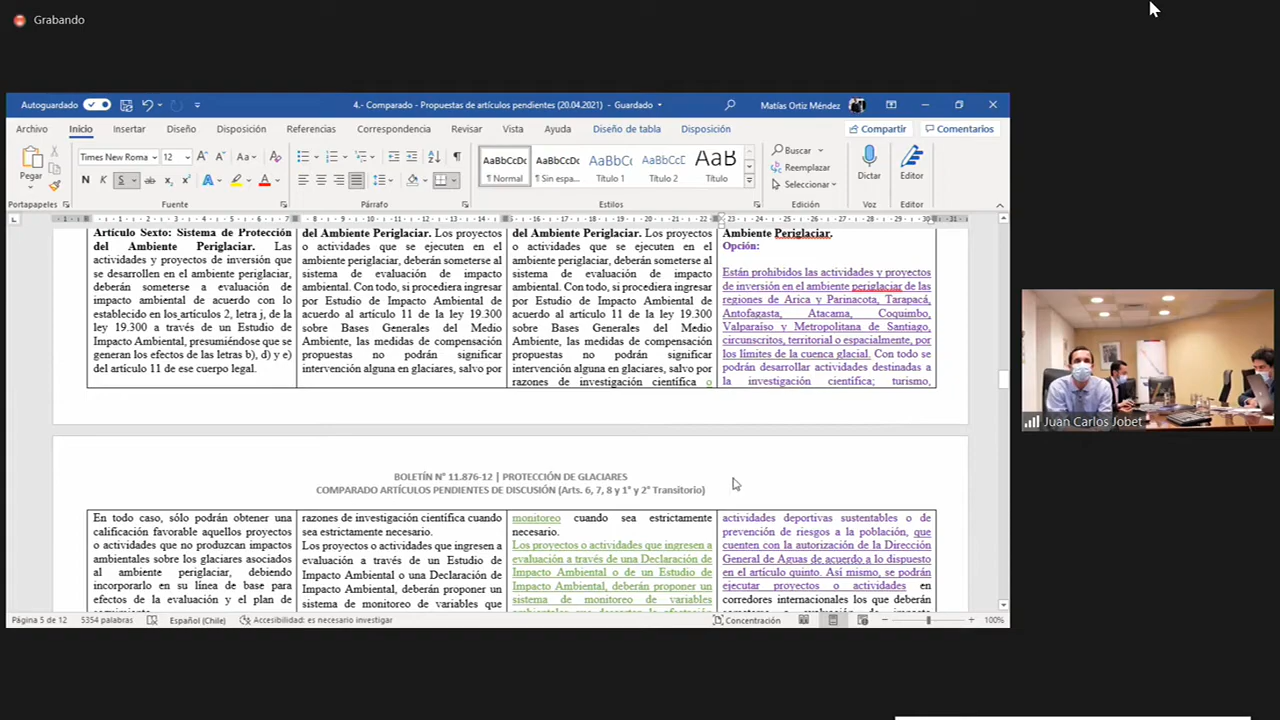 Grabando
Autoguardado
4.- Comparado - Propuestas de artículos pendientes (20.04.2021) - Guardado
Matías Ortiz Méndez
Archivo Inicio Insertar Diseño Disposición Referencias Correspondencia Revisar Vista Ayuda Diseño de tabla Disposición Compartir Comentarios
Times New Roma 12
Pegar
AaBbCcDc AaBbCcDc AaBbCc AaBbCcE AaB
¶ Normal ¶ Sin espa... Título 1 Título 2 Título
Buscar
Reemplazar
Seleccionar
Dictar
Editor
Portapapeles Fuente Párrafo Estilos Edición Voz Editor
Artículo Sexto: Sistema de Protección
del Ambiente Periglaciar. Las
actividades y proyectos de inversión que
se desarrollen en el ambiente periglaciar,
deberán someterse a evaluación de
impacto ambiental de acuerdo con lo
establecido en los artículos 2, letra j, de la
ley 19.300 a través de un Estudio de
Impacto Ambiental, presumiéndose que
se generan los efectos de las letras b), d) y e)
del artículo 11 de ese cuerpo legal.
del Ambiente Periglaciar. Los proyectos
o actividades que se ejecuten en el
ambiente periglaciar, deberán someterse al
sistema de evaluación de impacto
ambiental. Con todo, si procediera ingresar
por Estudio de Impacto Ambiental de
acuerdo al artículo 11 de la ley 19.300
sobre Bases Generales del Medio
Ambiente, las medidas de compensación
propuestas no podrán significar
intervención alguna en glaciares, salvo por
del Ambiente Periglaciar. Los proyectos
o actividades que se ejecuten en el
ambiente periglaciar, deberán someterse al
sistema de evaluación de impacto
ambiental. Con todo, si procediera ingresar
por Estudio de Impacto Ambiental de
acuerdo al artículo 11 de la ley 19.300
sobre Bases Generales del Medio
Ambiente, las medidas de compensación
propuestas no podrán significar
intervención alguna en glaciares, salvo por
razones de investigación científica o
Ambiente Periglaciar.
Opción:
Están prohibidos las actividades y proyectos
de inversión en el ambiente periglaciar de las
regiones de Arica y Parinacota, Tarapacá,
Antofagasta, Atacama, Coquimbo,
Valparaíso y Metropolitana de Santiago,
circunscritos, territorial o espacialmente, por
los límites de la cuenca glacial. Con todo se
podrán desarrollar actividades destinadas a
la investigación científica; turismo,
BOLETÍN N° 11.876-12 | PROTECCIÓN DE GLACIARES
COMPARADO ARTÍCULOS PENDIENTES DE DISCUSIÓN (Arts. 6, 7, 8 y 1° y 2° Transitorio)
En todo caso, sólo podrán obtener una
calificación favorable aquellos proyectos
o actividades que no produzcan impactos
ambientales sobre los glaciares asociados
al ambiente periglaciar, debiendo
incorporarlo en su línea de base para
efectos de la evaluación y el plan de
seguimiento.
razones de investigación científica cuando
sea estrictamente necesario.
Los proyectos o actividades que ingresen a
evaluación a través de un Estudio de
Impacto Ambiental o una Declaración de
Impacto Ambiental, deberán proponer un
sistema de monitoreo de variables que
monitoreo cuando sea estrictamente
necesario.
Los proyectos o actividades que ingresen a
evaluación a través de una Declaración de
Impacto Ambiental o de un Estudio de
Impacto Ambiental, deberán proponer un
sistema de monitoreo de variables
actividades deportivas sustentables o de
prevención de riesgos a la población, que
cuenten con la autorización de la Dirección
General de Aguas de acuerdo a lo dispuesto
en el artículo quinto. Así mismo, se podrán
ejecutar proyectos o actividades en
corredores internacionales los que deberán
Juan Carlos Jobet
Página 5 de 12 5354 palabras Español (Chile) Accesibilidad: es necesario investigar Concentración 100%